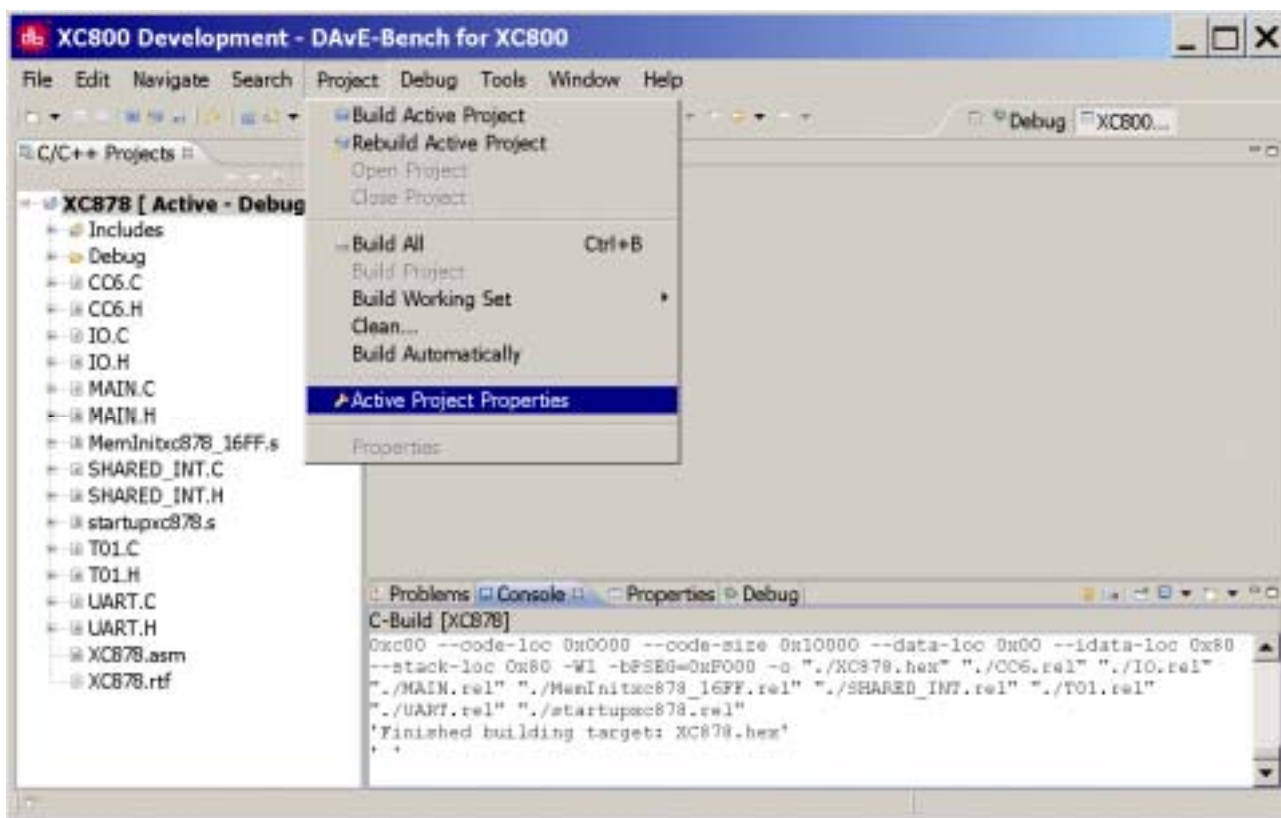 XC800 Development - DAvE-Bench for XC800
File Edit Navigate Search Project Debug Tools Window Help
Debug XC800...
C/C++ Projects
XC878 [ Active - Debug
Includes
Debug
CC6.C
CC6.H
IO.C
IO.H
MAIN.C
MAIN.H
MemInitxc878_16FF.s
SHARED_INT.C
SHARED_INT.H
startupxc878.s
T01.C
T01.H
UART.C
UART.H
XC878.asm
XC878.rtf
Build Active Project
Rebuild Active Project
Open Project
Close Project
Build All Ctrl+B
Build Project
Build Working Set
Clean...
Build Automatically
Active Project Properties
Properties
Problems Console Properties Debug
C-Build [XC878]
0xc00 --code-loc 0x0000 --code-size 0x10000 --data-loc 0x00 --idata-loc 0x80
--stack-loc 0x80 -Wl -bPSEG=0xF000 -o "./XC878.hex" "./CC6.rel" "./IO.rel"
"./MAIN.rel" "./MemInitxc878_16FF.rel" "./SHARED_INT.rel" "./T01.rel"
"./UART.rel" "./startupxc878.rel"
'Finished building target: XC878.hex'
' '